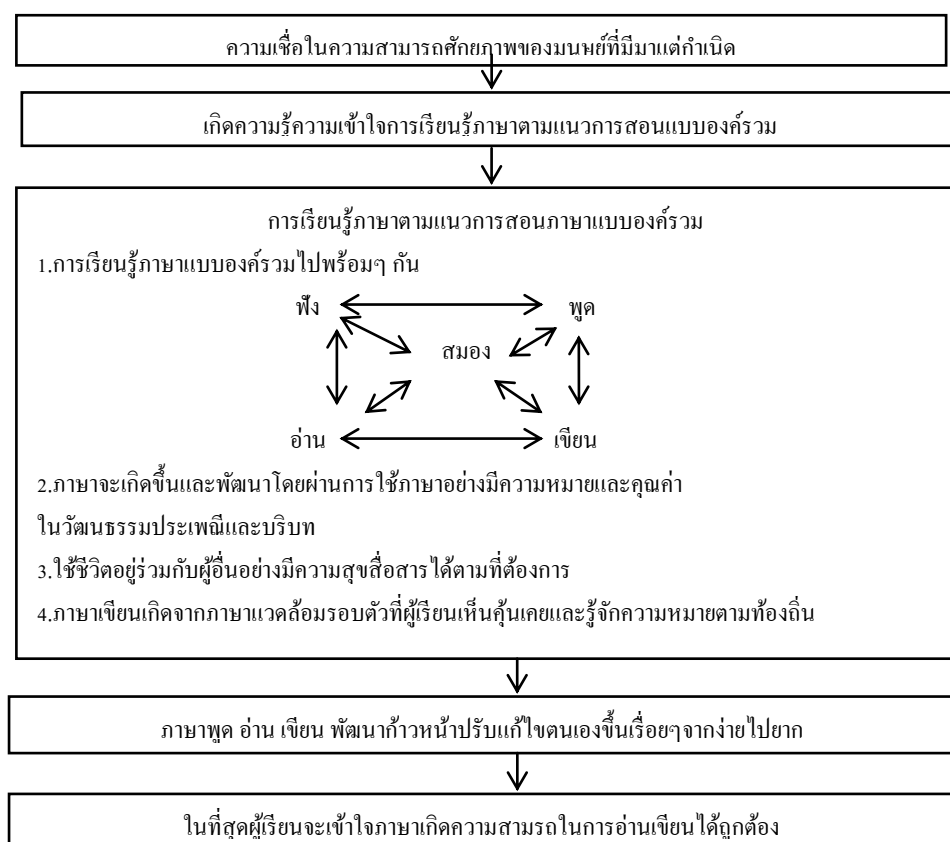 ความเชื่อในความสามารถศักยภาพของมนษย์ที่มีมาแต่กำเนิด
เกิดความรู้ความเข้าใจการเรียนรู้ภาษาตามแนวการสอนแบบองค์รวม
การเรียนรู้ภาษาตามแนวการสอนภาษาแบบองค์รวม
1.การเรียนรู้ภาษาแบบองค์รวมไปพร้อมๆ กัน
ฟัง พูด
สมอง
อ่าน เขียน
2.ภาษาจะเกิดขึ้นและพัฒนาโดยผ่านการใช้ภาษาอย่างมีความหมายและคุณค่า
ในวัฒนธรรมประเพณีและบริบท
3.ใช้ชีวิตอยู่ร่วมกับผู้อื่นอย่างมีความสุขสื่อสารได้ตามที่ต้องการ
4.ภาษาเขียนเกิดจากภาษาแวดล้อมรอบตัวที่ผู้เรียนเห็นคุ้นเคยและรู้จักความหมายตามท้องถิ่น
ภาษาพูด อ่าน เขียน พัฒนาก้าวหน้าปรับแก้ไขตนเองขึ้นเรื่อยๆจากง่ายไปยาก
ในที่สุดผู้เรียนจะเข้าใจภาษาเกิดความสามรถในการอ่านเขียนได้ถูกต้อง